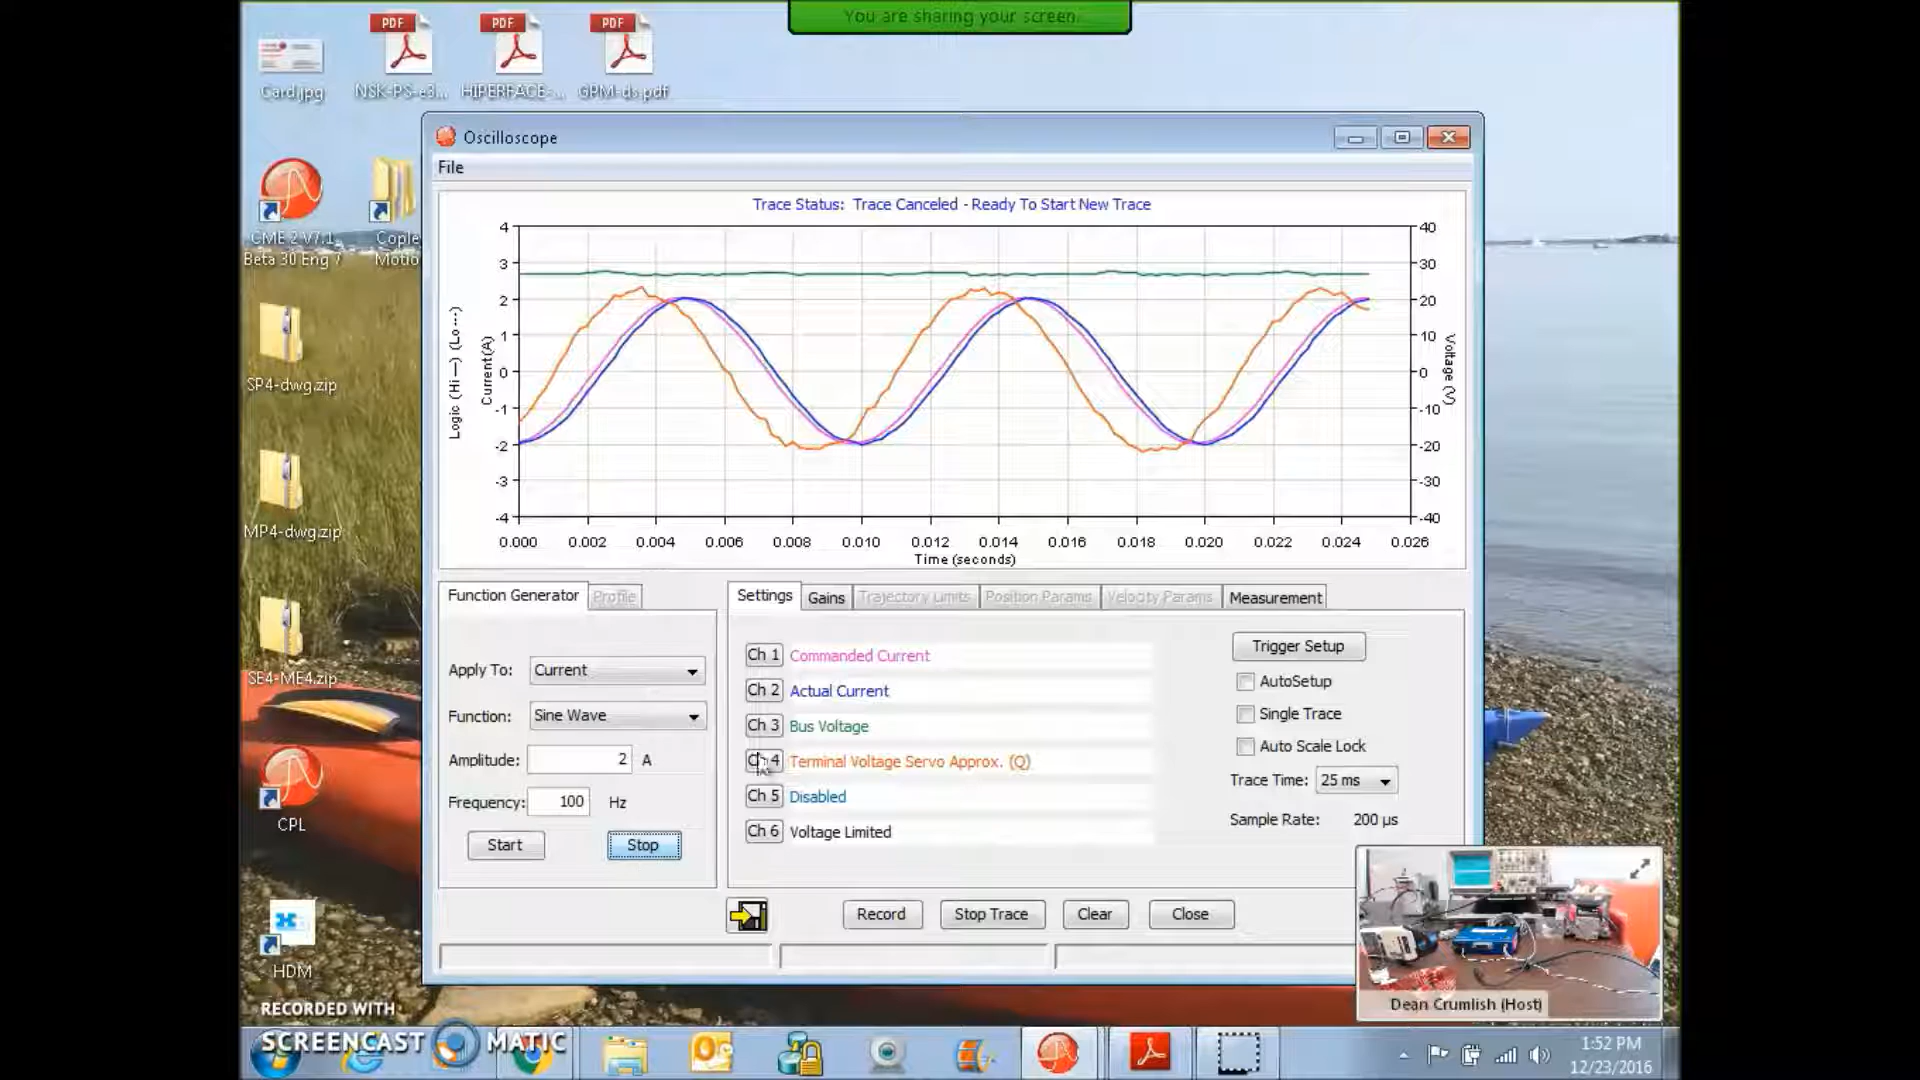 You are sharing your screen.
PDF
PDF
PDF
Card.jpg
NSK-PS-e3...
HIPERFACE-...
GPM-ds.pdf
CME 2 V7.1
Beta 30 Eng 7
Cople
Motio
SP4-dwg.zip
MP4-dwg.zip
SE4-ME4.zip
CPL
HDM
Oscilloscope
File
Trace Status: Trace Canceled - Ready To Start New Trace
Logic (Hi —) (Lo ---)
Current(A)
4
3
2
1
0
-1
-2
-3
-4
40
30
20
10
0
-10
-20
-30
-40
Voltage (V)
0.000 0.002 0.004 0.006 0.008 0.010 0.012 0.014 0.016 0.018 0.020 0.022 0.024 0.026
Time (seconds)
Function Generator Profile
Apply To: Current
Function: Sine Wave
Amplitude: 2 A
Frequency: 100 Hz
Start Stop
Settings Gains Trajectory Limits Position Params Velocity Params Measurement
Ch 1 Commanded Current
Ch 2 Actual Current
Ch 3 Bus Voltage
Ch 4 Terminal Voltage Servo Approx. (Q)
Ch 5 Disabled
Ch 6 Voltage Limited
Trigger Setup
AutoSetup
Single Trace
Auto Scale Lock
Trace Time: 25 ms
Sample Rate: 200 µs
Record Stop Trace Clear Close
Dean Crumlish (Host)
RECORDED WITH
SCREENCAST MATIC
1:52 PM
12/23/2016